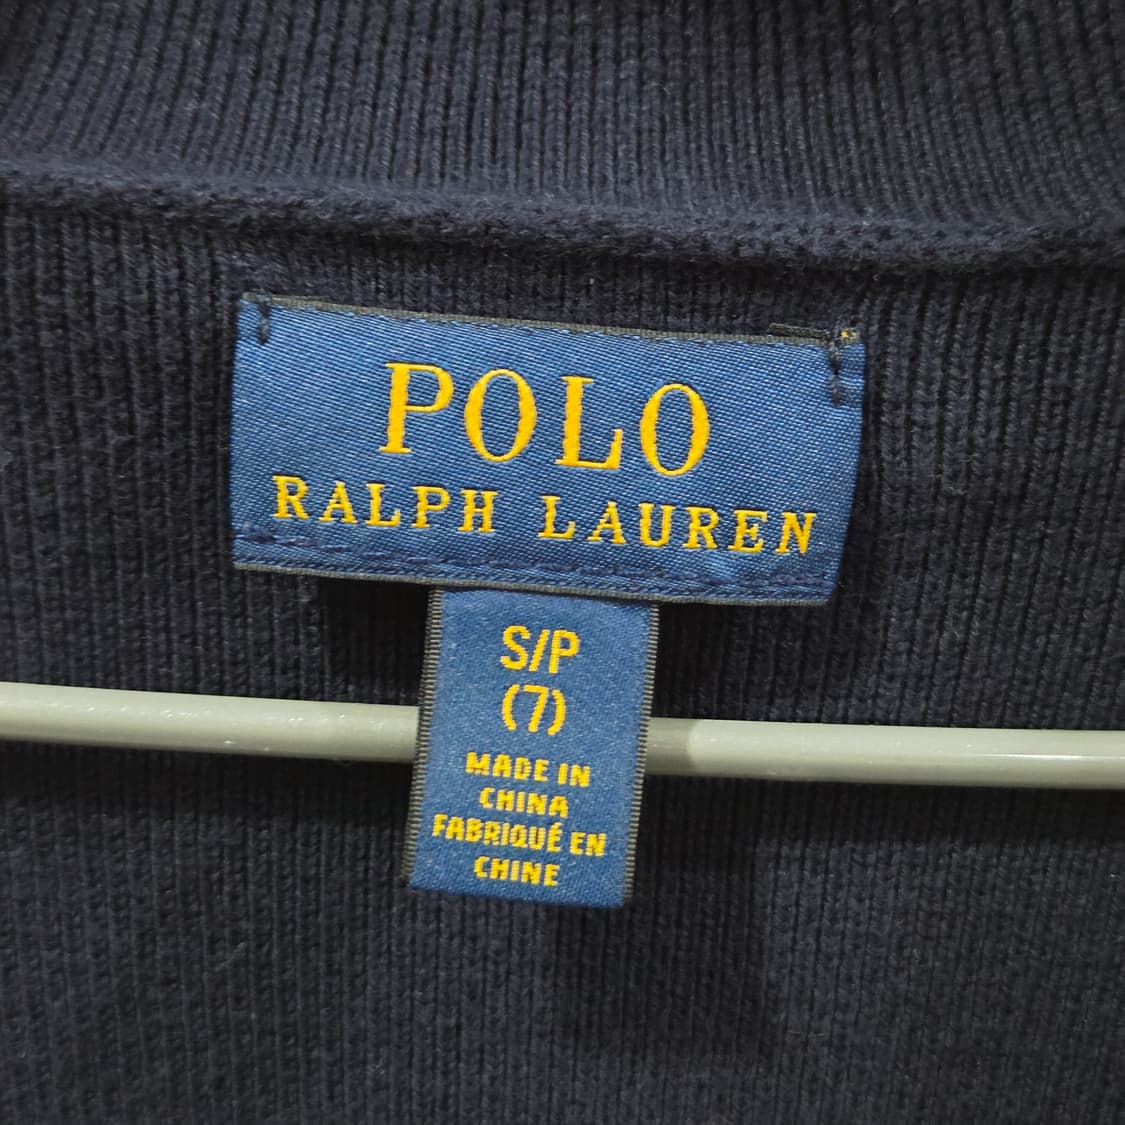 POLO
RALPH LAUREN
S/P
(7)
MADE IN
CHINA
FABRIQUÉ EN
CHINE